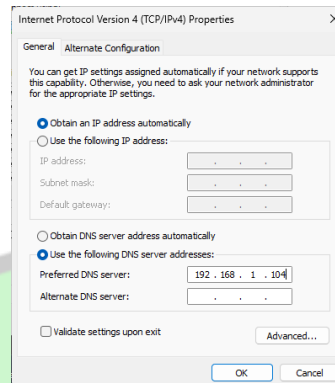 Internet Protocol Version 4 (TCP/IPv4) Properties
General Alternate Configuration
You can get IP settings assigned automatically if your network supports
this capability. Otherwise, you need to ask your network administrator
for the appropriate IP settings.
Obtain an IP address automatically
Use the following IP address:
IP address: . . .
Subnet mask: . . .
Default gateway: . . .
Obtain DNS server address automatically
Use the following DNS server addresses:
Preferred DNS server: 192 . 168 . 1 . 104
Alternate DNS server: . . .
Validate settings upon exit
Advanced...
OK Cancel